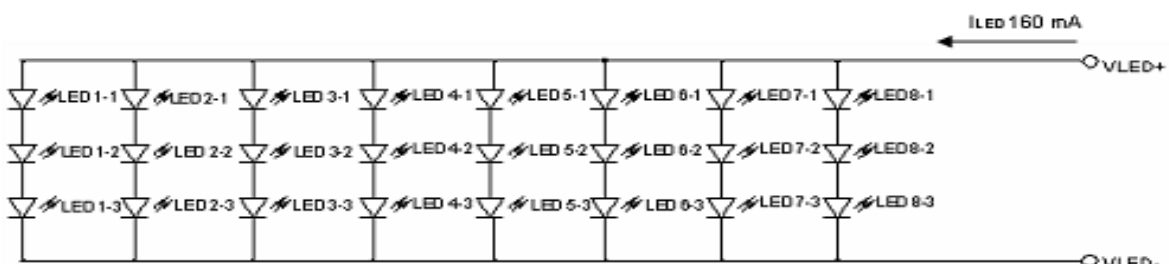 ILED 160 mA
VLED+
LED 1-1 LED 2-1 LED 3-1 LED 4-1 LED 5-1 LED 6-1 LED 7-1 LED 8-1
LED 1-2 LED 2-2 LED 3-2 LED 4-2 LED 5-2 LED 6-2 LED 7-2 LED 8-2
LED 1-3 LED 2-3 LED 3-3 LED 4-3 LED 5-3 LED 6-3 LED 7-3 LED 8-3
VLED-